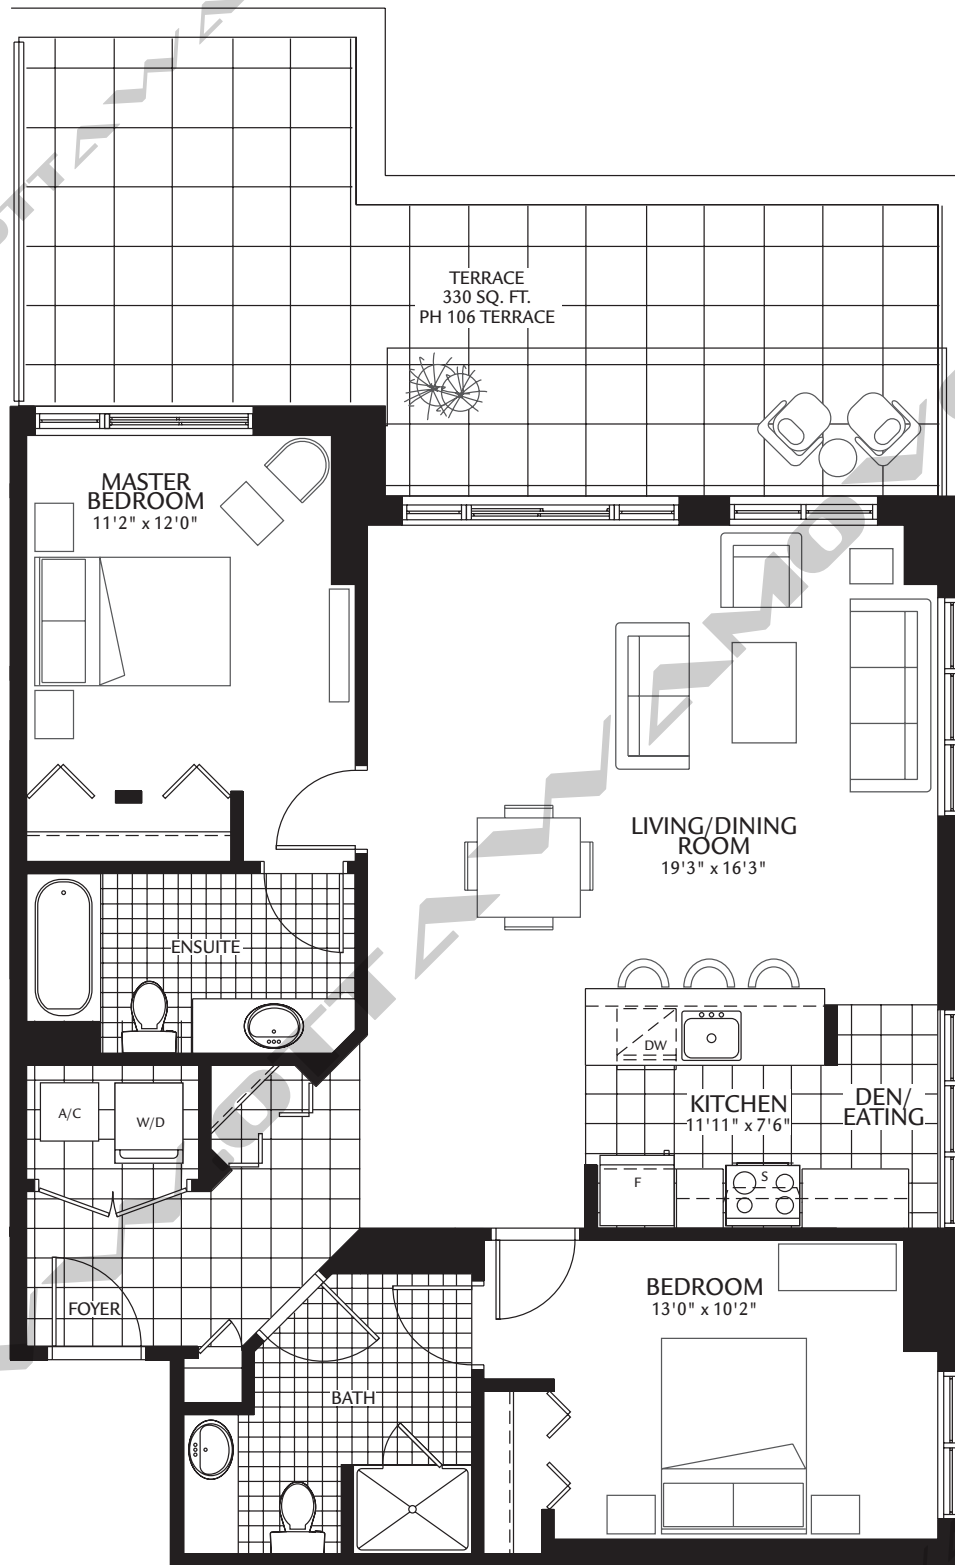 TERRACE
330 SQ. FT.
PH 106 TERRACE
MASTER
BEDROOM
11'2" x 12'0"
LIVING/DINING
ROOM
19'3" x 16'3"
ENSUITE
DW
A/C
W/D
KITCHEN
11'11" x 7'6"
DEN/
EATING
F
S
FOYER
BEDROOM
13'0" x 10'2"
BATH